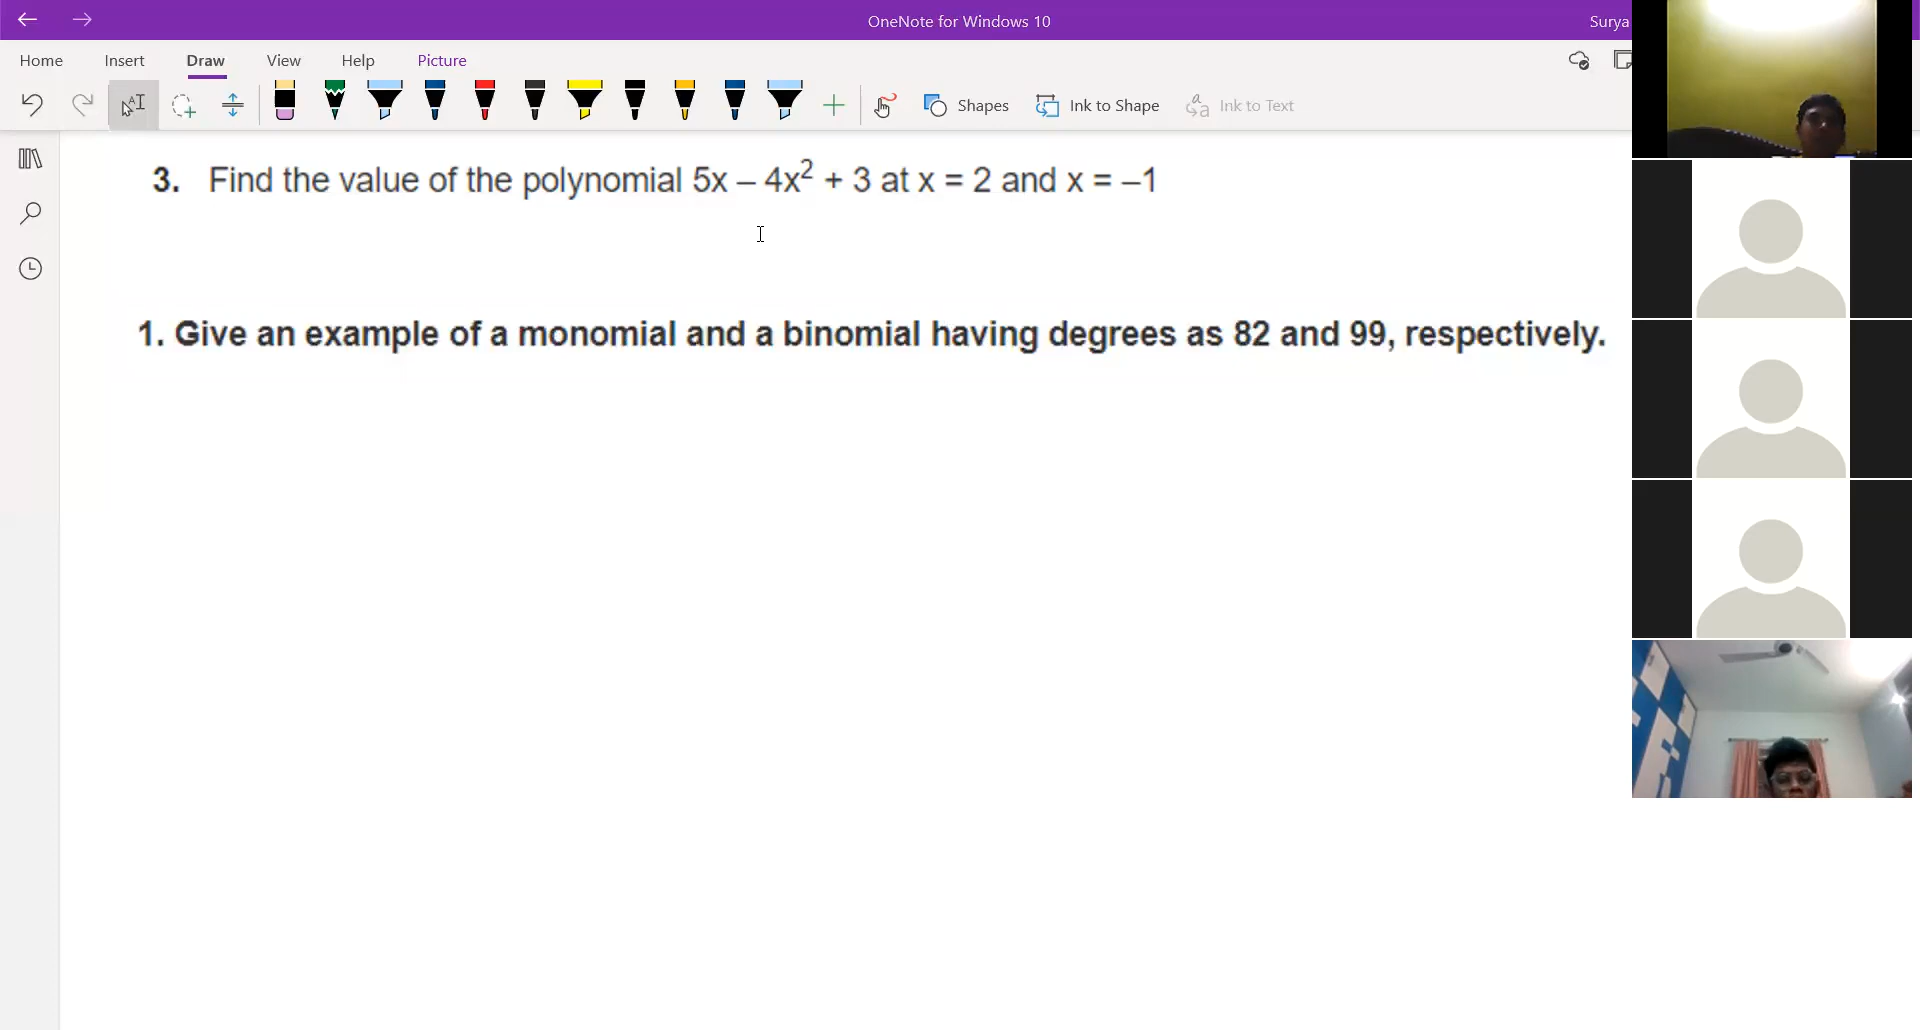 OneNote for Windows 10
Surya
Home Insert Draw View Help Picture
Shapes Ink to Shape Ink to Text
3. Find the value of the polynomial 5x – 4x² + 3 at x = 2 and x = –1
1. Give an example of a monomial and a binomial having degrees as 82 and 99, respectively.